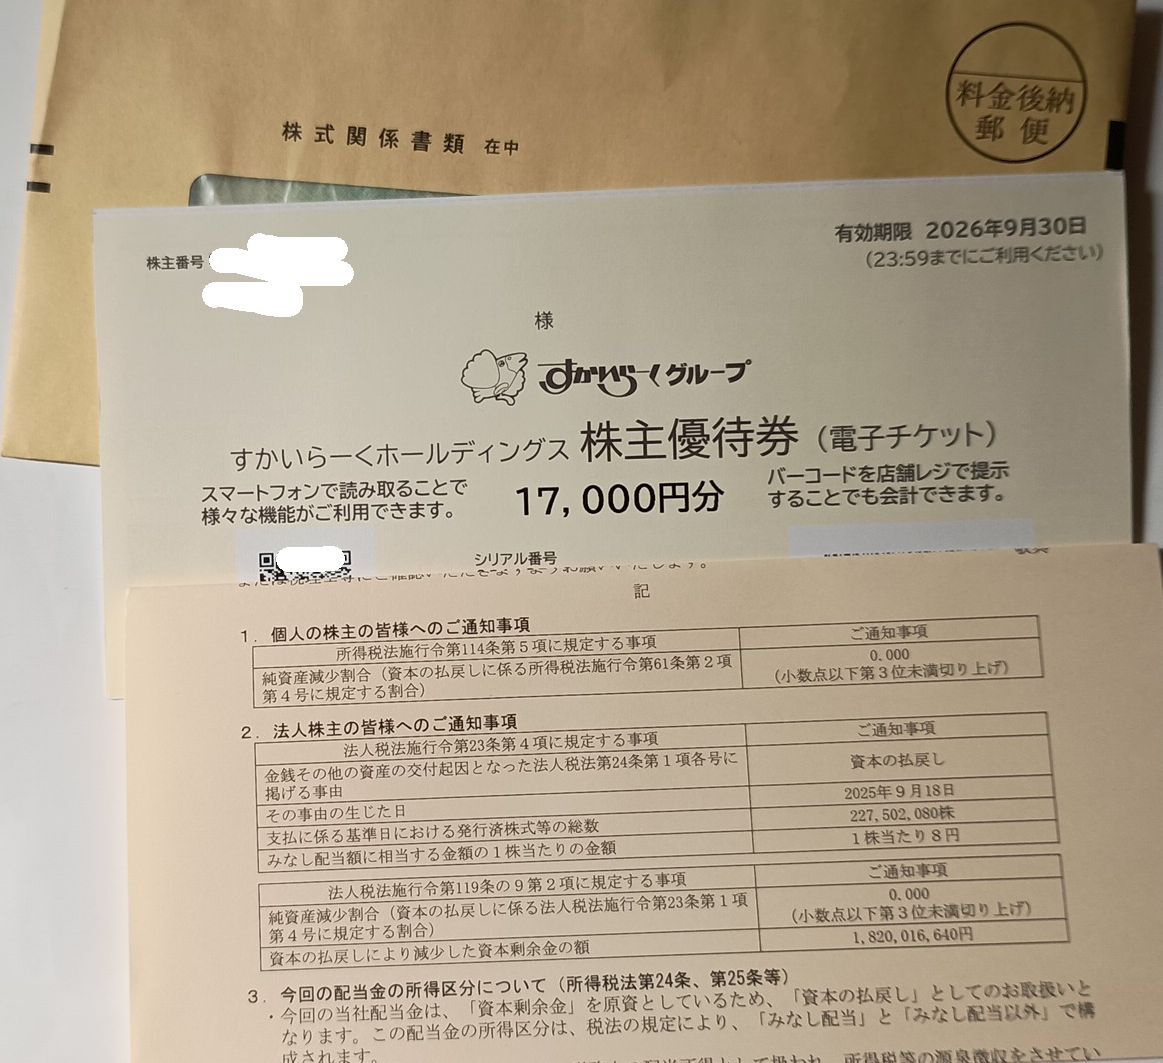 料金後納
郵便
株式関係書類 在中
有効期限 2026年9月30日
(23:59までにご利用ください)
株主番号
様
すかいらーくグループ
すかいらーくホールディングス 株主優待券(電子チケット)
スマートフォンで読み取ることで
様々な機能がご利用できます。
17,000円分
バーコードを店舗レジで提示
することでも会計できます。
シリアル番号
記
1. 個人の株主の皆様へのご通知事項
所得税法施行令第114条第5項に規定する事項
ご通知事項
純資産減少割合(資本の払戻しに係る所得税法施行令第61条第2項
第4号に規定する割合)
0.000
(小数点以下第3位未満切り上げ)
2. 法人株主の皆様へのご通知事項
法人税法施行令第23条第4項に規定する事項
ご通知事項
金銭その他の資産の交付起因となった法人税法第24条第1項各号に
掲げる事由
資本の払戻し
その事由の生じた日
2025年9月18日
支払に係る基準日における発行済株式等の総数
227,502,080株
みなし配当額に相当する金額の1株当たりの金額
1株当たり8円
法人税法施行令第119条の9第2項に規定する事項
ご通知事項
純資産減少割合(資本の払戻しに係る法人税法施行令第23条第1項
第4号に規定する割合)
0.000
(小数点以下第3位未満切り上げ)
資本の払戻しにより減少した資本剰余金の額
1,820,016,640円
3. 今回の配当金の所得区分について(所得税法第24条、第25条等)
・今回の当社配当金は、「資本剰余金」を原資としているため、「資本の払戻し」としてのお取扱いと
なります。この配当金の所得区分は、税法の規定により、「みなし配当」と「みなし配当以外」で構
成されます。